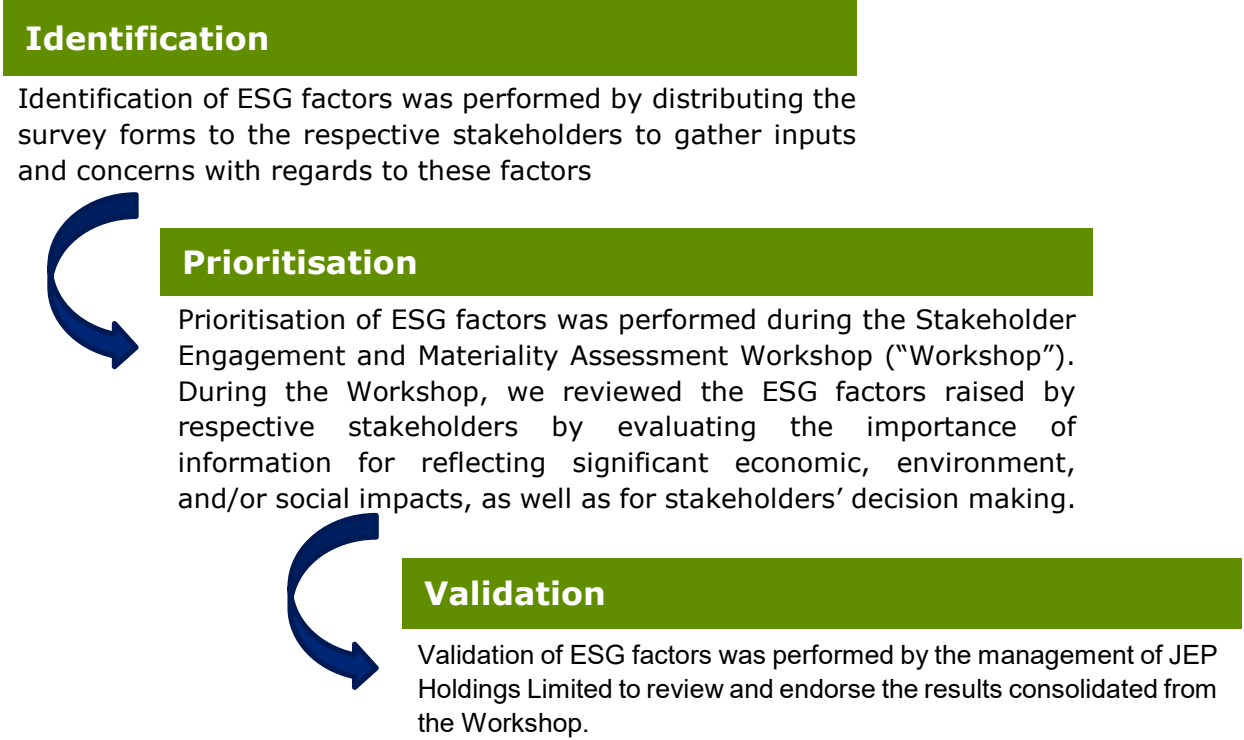 Identification
Identification of ESG factors was performed by distributing the
survey forms to the respective stakeholders to gather inputs
and concerns with regards to these factors
Prioritisation
Prioritisation of ESG factors was performed during the Stakeholder
Engagement and Materiality Assessment Workshop (“Workshop”).
During the Workshop, we reviewed the ESG factors raised by
respective stakeholders by evaluating the importance of
information for reflecting significant economic, environment,
and/or social impacts, as well as for stakeholders’ decision making.
Validation
Validation of ESG factors was performed by the management of JEP
Holdings Limited to review and endorse the results consolidated from
the Workshop.